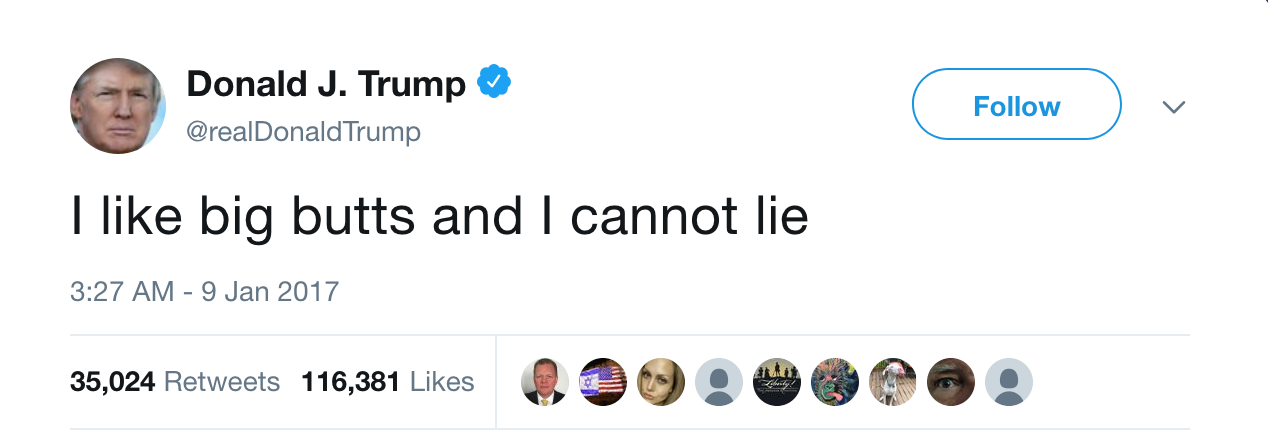 Donald J. Trump
@realDonaldTrump
Follow
I like big butts and I cannot lie
3:27 AM - 9 Jan 2017
35,024 Retweets 116,381 Likes
Liberty!